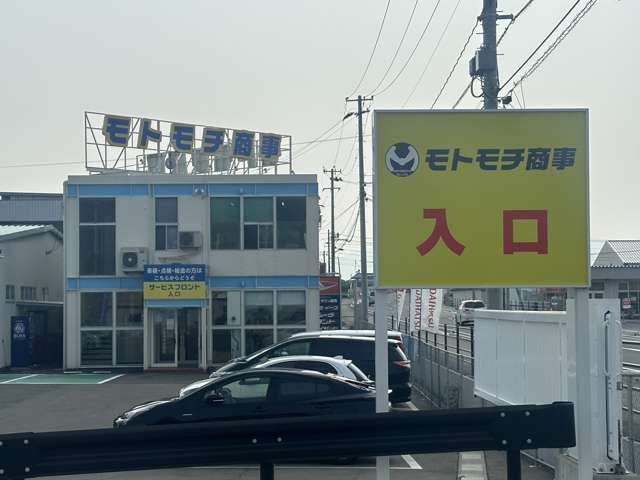 モトモチ商事
車検・点検・板金の方は
こちらからどうぞ
サービスフロント
入口
モトモチ商事
入口
DAIHATSU